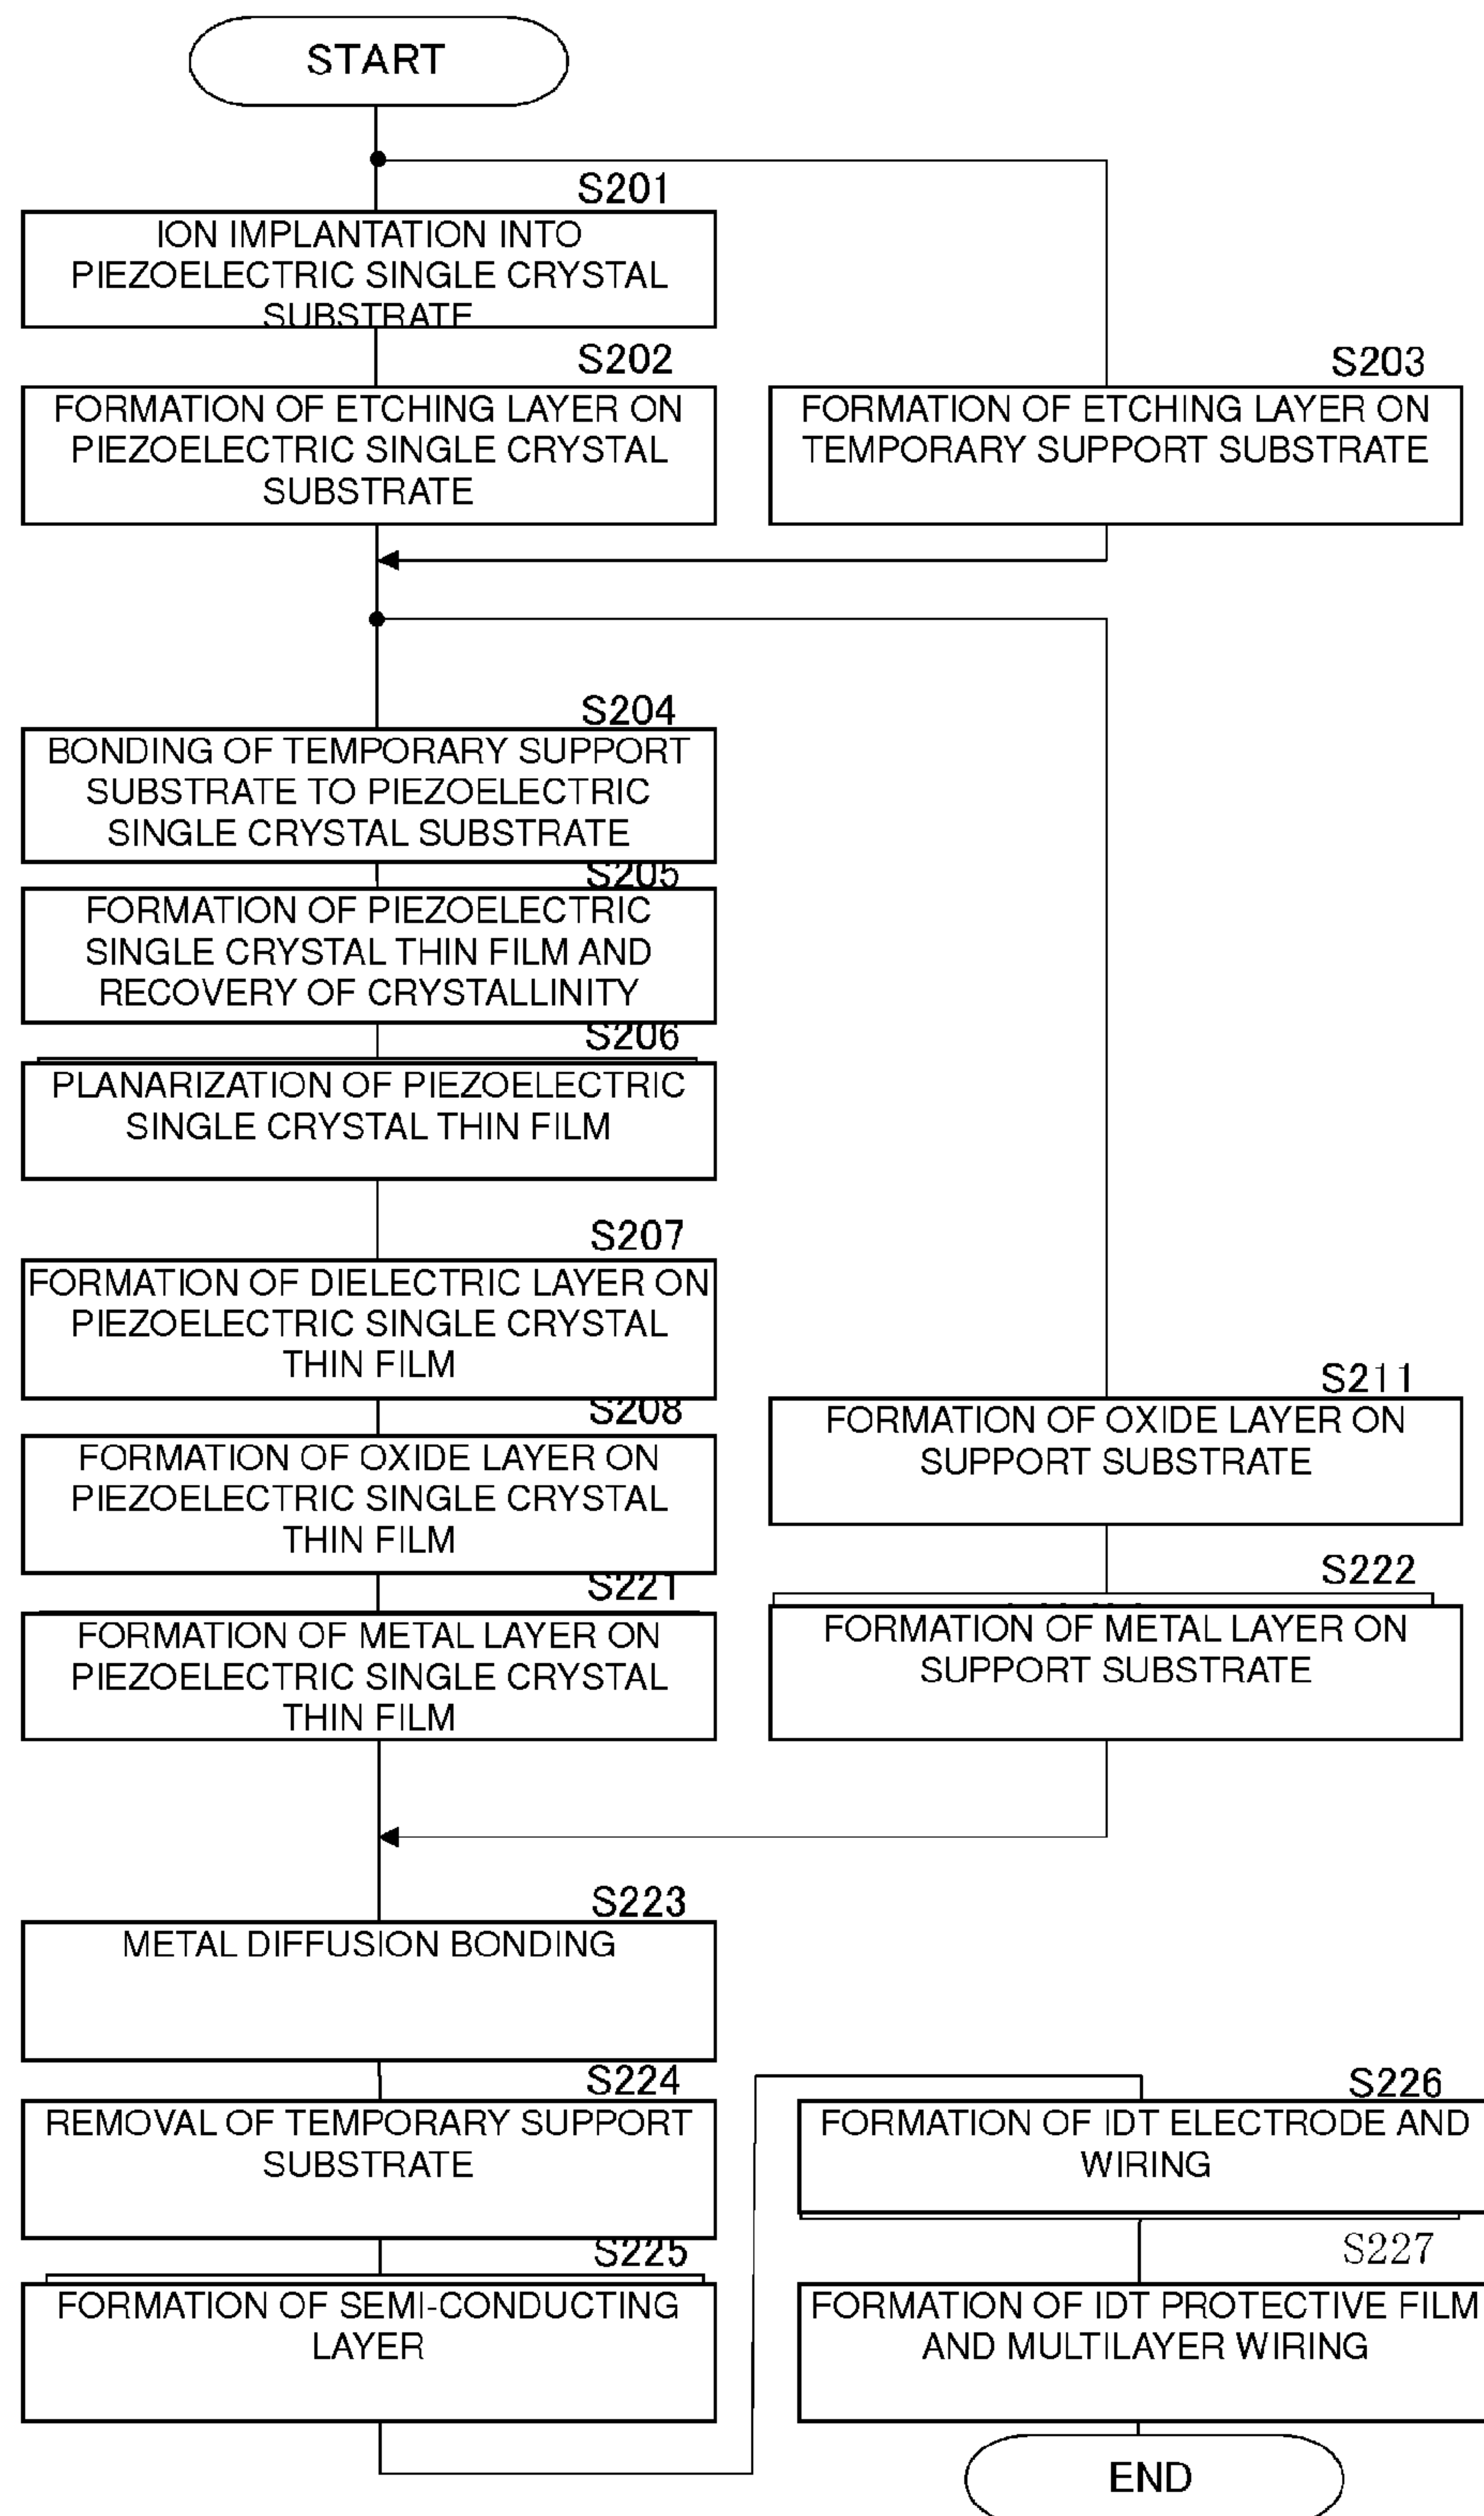 START
S201
ION IMPLANTATION INTO
PIEZOELECTRIC SINGLE CRYSTAL
SUBSTRATE
S202
FORMATION OF ETCHING LAYER ON
PIEZOELECTRIC SINGLE CRYSTAL
SUBSTRATE
S203
FORMATION OF ETCHING LAYER ON
TEMPORARY SUPPORT SUBSTRATE
S204
BONDING OF TEMPORARY SUPPORT
SUBSTRATE TO PIEZOELECTRIC
SINGLE CRYSTAL SUBSTRATE
S205
FORMATION OF PIEZOELECTRIC
SINGLE CRYSTAL THIN FILM AND
RECOVERY OF CRYSTALLINITY
S206
PLANARIZATION OF PIEZOELECTRIC
SINGLE CRYSTAL THIN FILM
S207
FORMATION OF DIELECTRIC LAYER ON
PIEZOELECTRIC SINGLE CRYSTAL
THIN FILM
S208
FORMATION OF OXIDE LAYER ON
PIEZOELECTRIC SINGLE CRYSTAL
THIN FILM
S211
FORMATION OF OXIDE LAYER ON
SUPPORT SUBSTRATE
S221
FORMATION OF METAL LAYER ON
PIEZOELECTRIC SINGLE CRYSTAL
THIN FILM
S222
FORMATION OF METAL LAYER ON
SUPPORT SUBSTRATE
S223
METAL DIFFUSION BONDING
S224
REMOVAL OF TEMPORARY SUPPORT
SUBSTRATE
S225
FORMATION OF SEMI-CONDUCTING
LAYER
S226
FORMATION OF IDT ELECTRODE AND
WIRING
S227
FORMATION OF IDT PROTECTIVE FILM
AND MULTILAYER WIRING
END